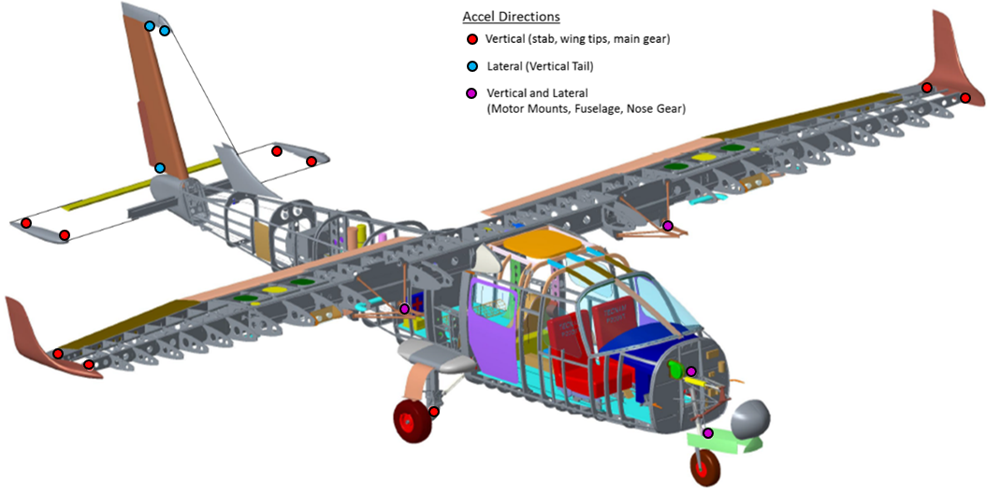 Accel Directions
Vertical (stab, wing tips, main gear)
Lateral (Vertical Tail)
Vertical and Lateral
(Motor Mounts, Fuselage, Nose Gear)
TECNAM